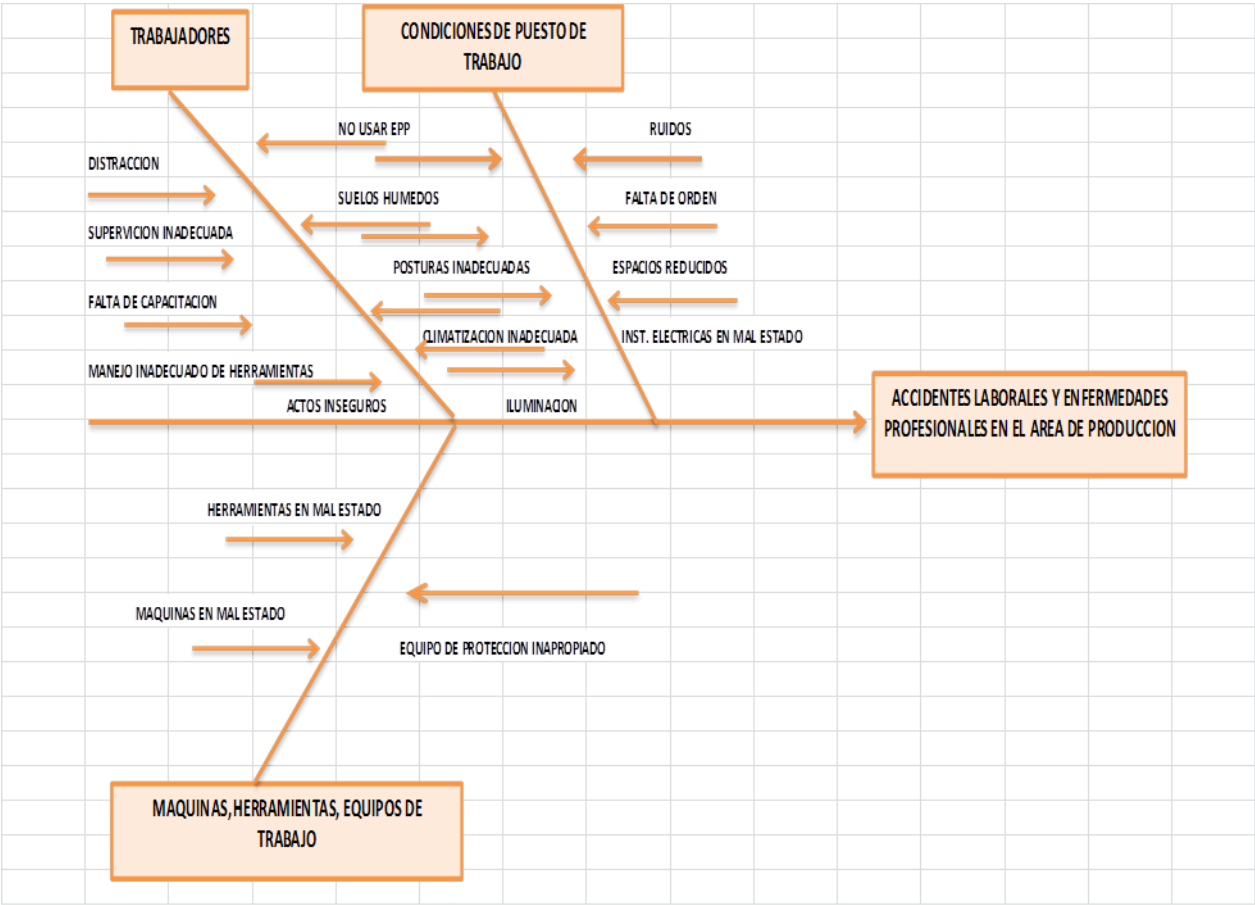 TRABAJADORES
CONDICIONES DE PUESTO DE
TRABAJO
NO USAR EPP
RUIDOS
DISTRACCION
SUELOS HUMEDOS
FALTA DE ORDEN
SUPERVICION INADECUADA
POSTURAS INADECUADAS
ESPACIOS REDUCIDOS
FALTA DE CAPACITACION
CLIMATIZACION INADECUADA
INST. ELECTRICAS EN MAL ESTADO
MANEJO INADECUADO DE HERRAMIENTAS
ACTOS INSEGUROS
ILUMINACION
ACCIDENTES LABORALES Y ENFERMEDADES
PROFESIONALES EN EL AREA DE PRODUCCION
HERRAMIENTAS EN MAL ESTADO
MAQUINAS EN MAL ESTADO
EQUIPO DE PROTECCION INAPROPIADO
MAQUINAS,HERRAMIENTAS, EQUIPOS DE
TRABAJO